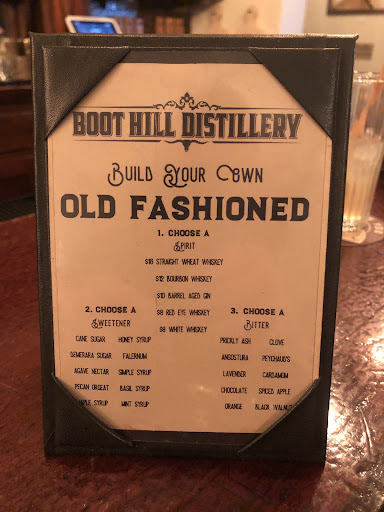 BOOT HILL DISTILLERY
BUILD YOUR OWN
OLD FASHIONED
1. CHOOSE A
SPIRIT
$16 STRAIGHT WHEAT WHISKEY
$12 BOURBON WHISKEY
$10 BARREL AGED GIN
$8 RED EYE WHISKEY
$8 WHITE WHISKEY
2. CHOOSE A
SWEETENER
CANE SUGAR HONEY SYRUP
DEMERARA SUGAR FALERNUM
AGAVE NECTAR SIMPLE SYRUP
PECAN ORGEAT BASIL SYRUP
SYRUP MINT SYRUP
3. CHOOSE A
BITTER
PRICKLY ASH CLOVE
ANGOSTURA PEYCHAUD'S
LAVENDER CARDAMOM
CHOCOLATE SPICED APPLE
ORANGE BLACK WALNUT